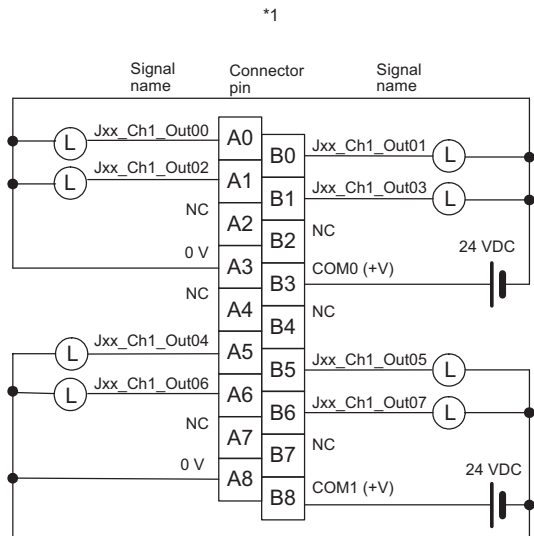 *1
Signal name
Connector pin
Signal name
Jxx_Ch1_Out00
A0
L
B0
Jxx_Ch1_Out01
L
Jxx_Ch1_Out02
A1
L
B1
Jxx_Ch1_Out03
L
NC
A2
B2
NC
0 V
A3
B3
COM0 (+V)
24 VDC
NC
A4
B4
NC
L
Jxx_Ch1_Out04
A5
B5
Jxx_Ch1_Out05
L
L
Jxx_Ch1_Out06
A6
B6
Jxx_Ch1_Out07
L
NC
A7
B7
NC
0 V
A8
B8
COM1 (+V)
24 VDC